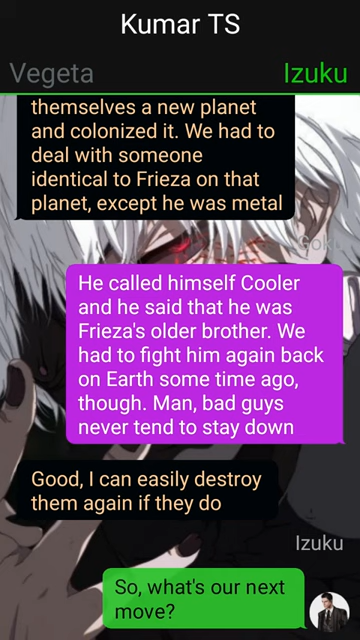 Kumar TS
Vegeta
Izuku
themselves a new planet
and colonized it. We had to
deal with someone
identical to Frieza on that
planet, except he was metal
Goku
He called himself Cooler
and he said that he was
Frieza's older brother. We
had to fight him again back
on Earth some time ago,
though. Man, bad guys
never tend to stay down
Good, I can easily destroy
them again if they do
Izuku
So, what's our next
move?